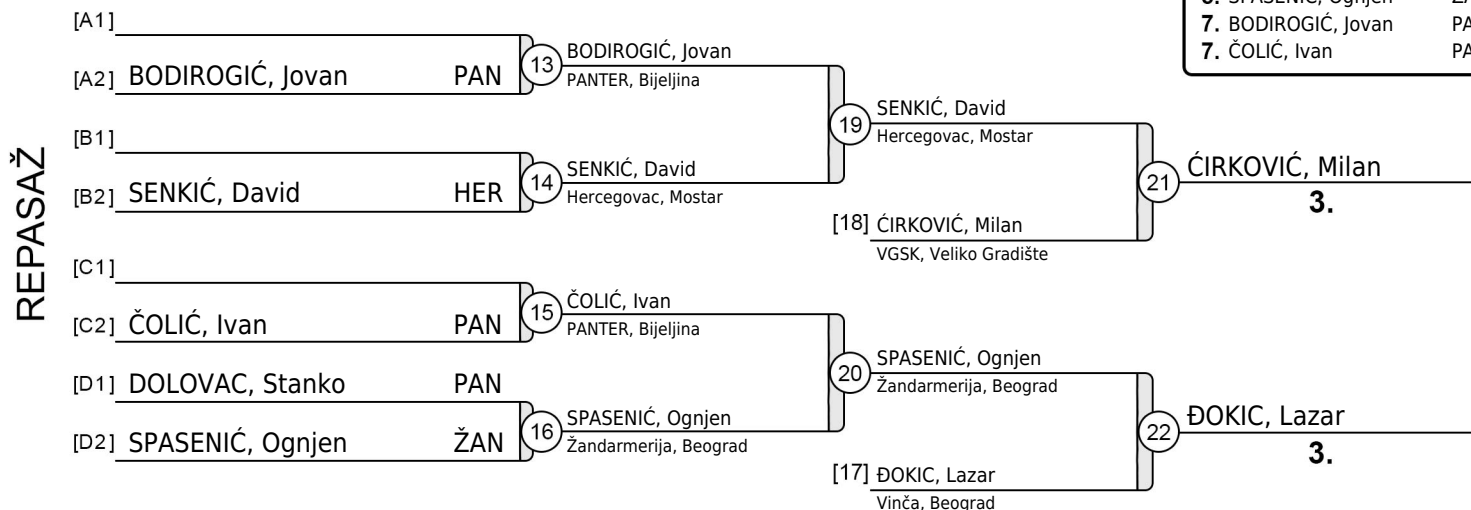 REPASAŽ
[A1]
[A2] BODIROGIĆ, Jovan PAN
[B1]
[B2] SENKIĆ, David HER
[C1]
[C2] ČOLIĆ, Ivan PAN
[D1] DOLOVAC, Stanko PAN
[D2] SPASENIĆ, Ognjen ŽAN
13
BODIROGIĆ, Jovan
PANTER, Bijeljina
14
SENKIĆ, David
Hercegovac, Mostar
15
ČOLIĆ, Ivan
PANTER, Bijeljina
16
SPASENIĆ, Ognjen
Žandarmerija, Beograd
19
SENKIĆ, David
Hercegovac, Mostar
[18] ĆIRKOVIĆ, Milan
VGSK, Veliko Gradište
20
SPASENIĆ, Ognjen
Žandarmerija, Beograd
[17] ĐOKIC, Lazar
Vinča, Beograd
21
ĆIRKOVIĆ, Milan
3.
22
ĐOKIC, Lazar
3.
7. BODIROGIĆ, Jovan PA
7. ČOLIĆ, Ivan PA